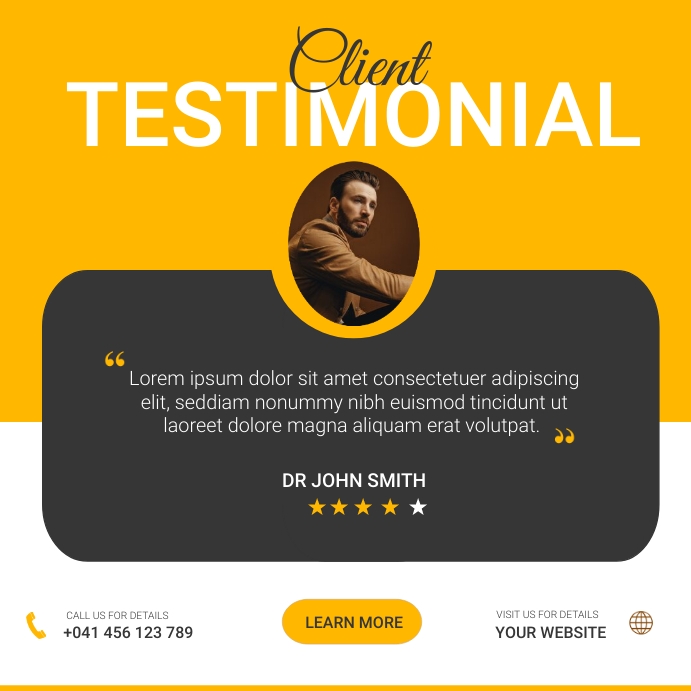 Client
TESTIMONIAL
“
Lorem ipsum dolor sit amet consectetuer adipiscing
elit, seddiam nonummy nibh euismod tincidunt ut
laoreet dolore magna aliquam erat volutpat. ”
DR JOHN SMITH
CALL US FOR DETAILS
+041 456 123 789
LEARN MORE
VISIT US FOR DETAILS
YOUR WEBSITE